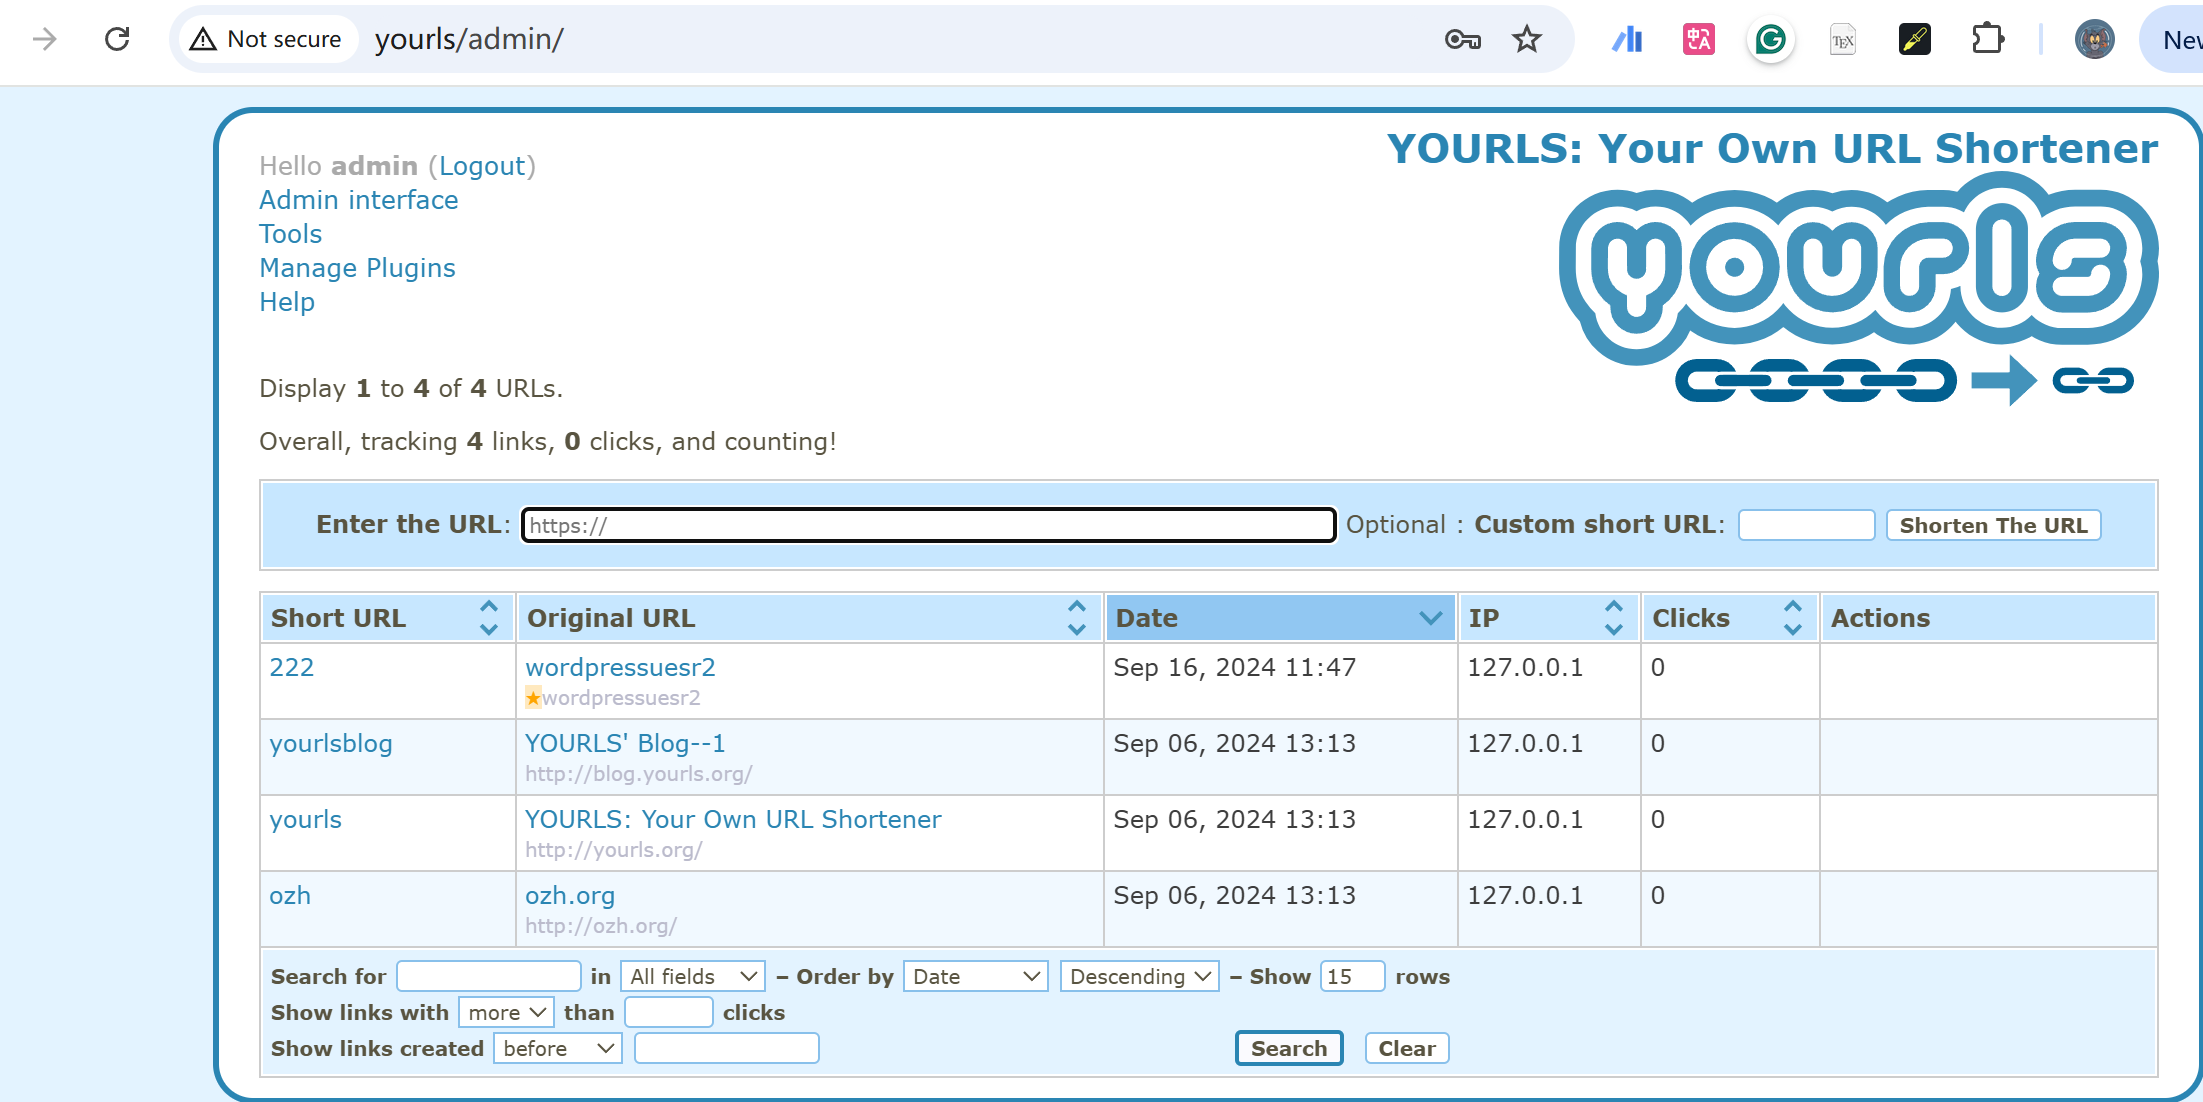 Not secure yourls/admin/ New
YOURLS: Your Own URL Shortener
yourls
Hello admin (Logout)
Admin interface
Tools
Manage Plugins
Help
Display 1 to 4 of 4 URLs.
Overall, tracking 4 links, 0 clicks, and counting!
Enter the URL: https:// Optional : Custom short URL: Shorten The URL
Short URL Original URL Date IP Clicks Actions
222 wordpressuesr2 Sep 16, 2024 11:47 127.0.0.1 0
★wordpressuesr2
yourlsblog YOURLS' Blog--1 Sep 06, 2024 13:13 127.0.0.1 0
http://blog.yourls.org/
yourls YOURLS: Your Own URL Shortener Sep 06, 2024 13:13 127.0.0.1 0
http://yourls.org/
ozh ozh.org Sep 06, 2024 13:13 127.0.0.1 0
http://ozh.org/
Search for in All fields – Order by Date Descending – Show 15 rows
Show links with more than clicks
Show links created before Search Clear